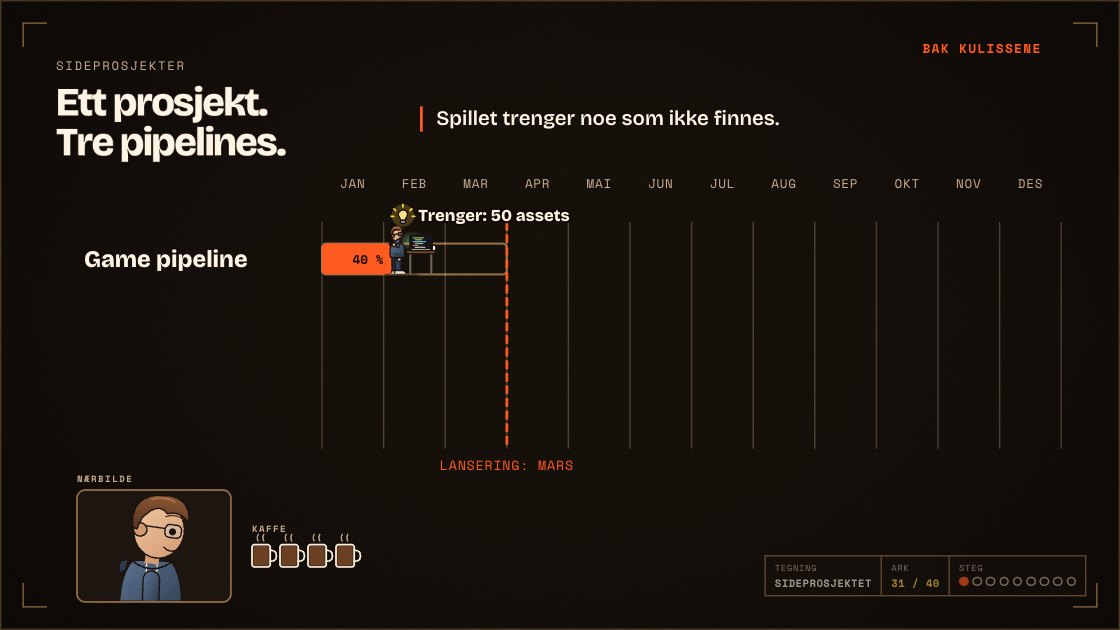 BAK KULISSENE
SIDEPROSJEKTER
Ett prosjekt.
Tre pipelines.
Spillet trenger noe som ikke finnes.
JAN FEB MAR APR MAI JUN JUL AUG SEP OKT NOV DES
Trenger: 50 assets
Game pipeline
40 %
LANSERING: MARS
NÆRBILDE
KAFFE
TEGNING
SIDEPROSJEKTET
ARK
31 / 40
STEG